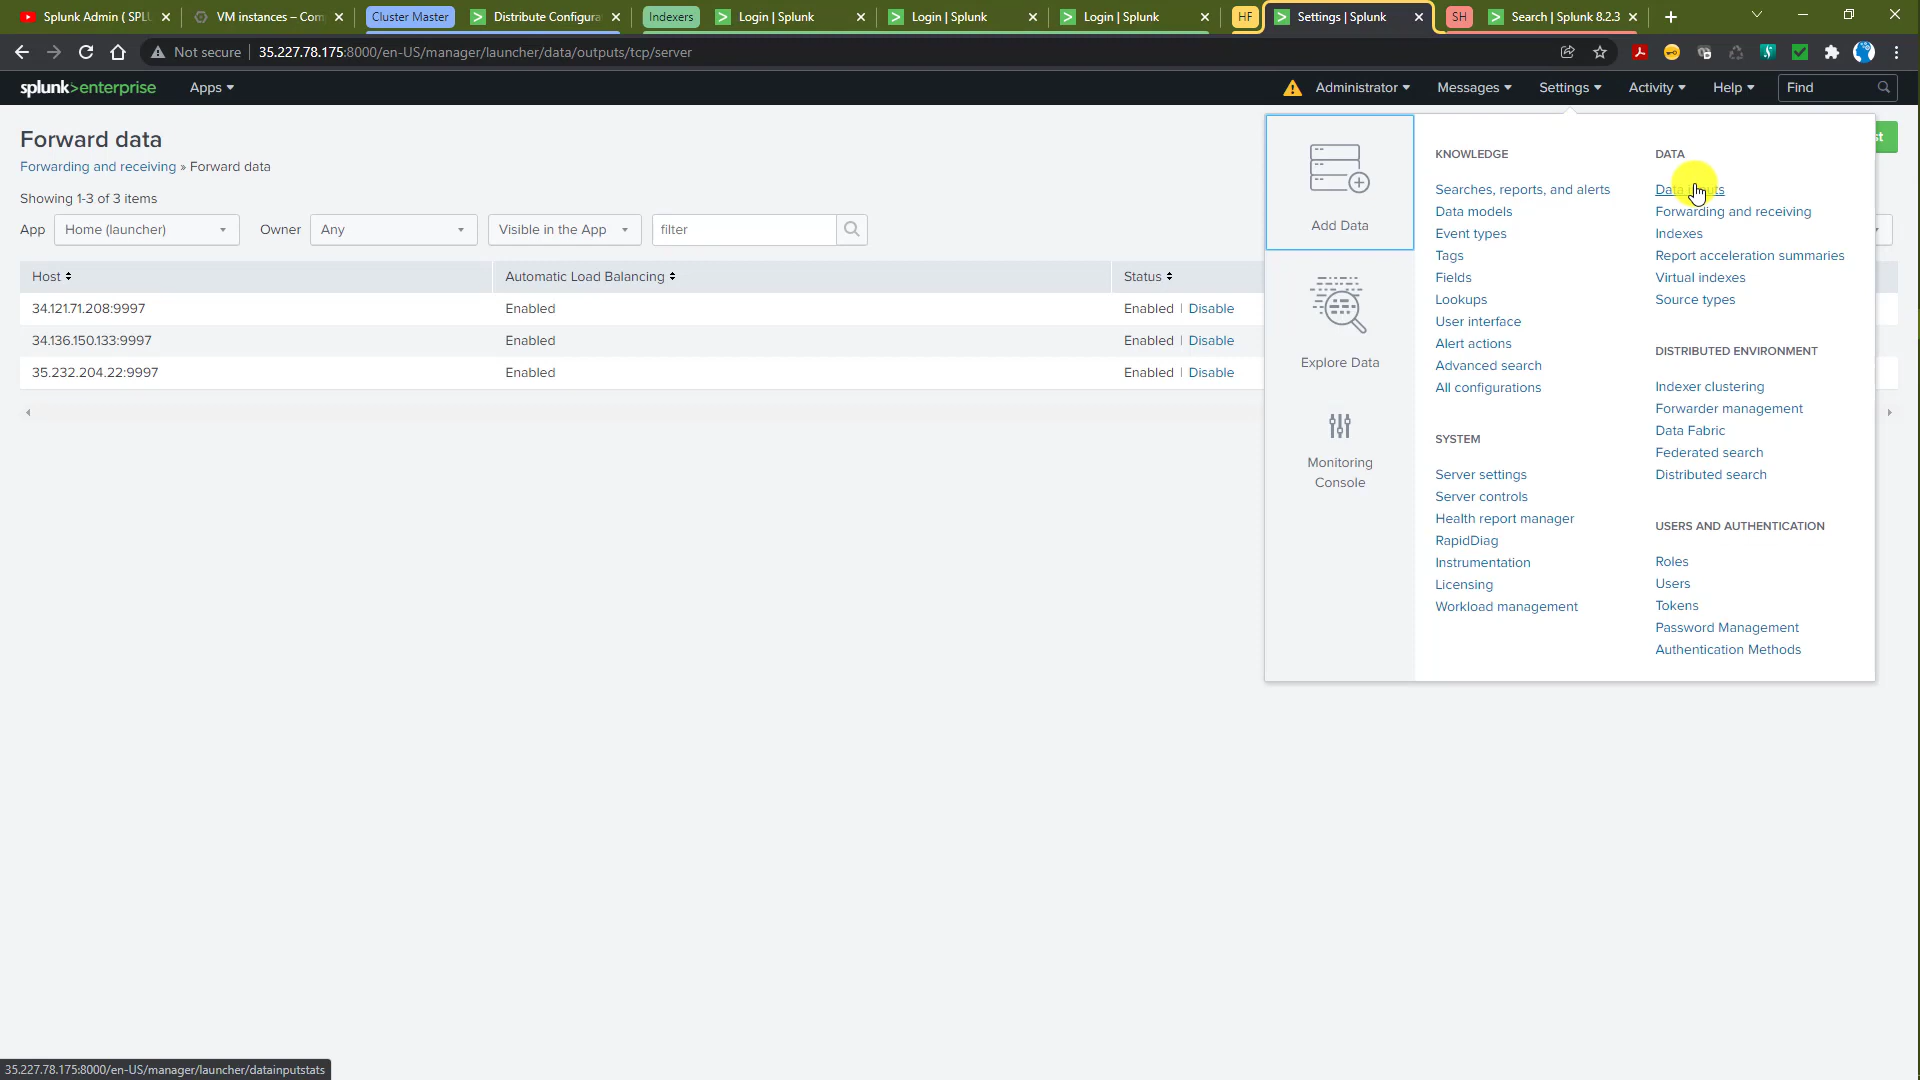 Splunk Admin ( SPL
VM instances – Com
Cluster Master
Distribute Configura
Indexers
Login | Splunk
Login | Splunk
Login | Splunk
HF
Settings | Splunk
SH
Search | Splunk 8.2.3
Not secure
35.227.78.175:8000/en-US/manager/launcher/data/outputs/tcp/server
splunk>enterprise
Apps
Administrator
Messages
Settings
Activity
Help
Find
Forward data
Forwarding and receiving » Forward data
Showing 1-3 of 3 items
App
Home (launcher)
Owner
Any
Visible in the App
filter
Host
Automatic Load Balancing
Status
34.121.71.208:9997
Enabled
Enabled | Disable
34.136.150.133:9997
Enabled
Enabled | Disable
35.232.204.22:9997
Enabled
Enabled | Disable
Add Data
Explore Data
Monitoring
Console
KNOWLEDGE
Searches, reports, and alerts
Data models
Event types
Tags
Fields
Lookups
User interface
Alert actions
Advanced search
All configurations
SYSTEM
Server settings
Server controls
Health report manager
RapidDiag
Instrumentation
Licensing
Workload management
DATA
Data inputs
Forwarding and receiving
Indexes
Report acceleration summaries
Virtual indexes
Source types
DISTRIBUTED ENVIRONMENT
Indexer clustering
Forwarder management
Data Fabric
Federated search
Distributed search
USERS AND AUTHENTICATION
Roles
Users
Tokens
Password Management
Authentication Methods
35.227.78.175:8000/en-US/manager/launcher/datainputstats